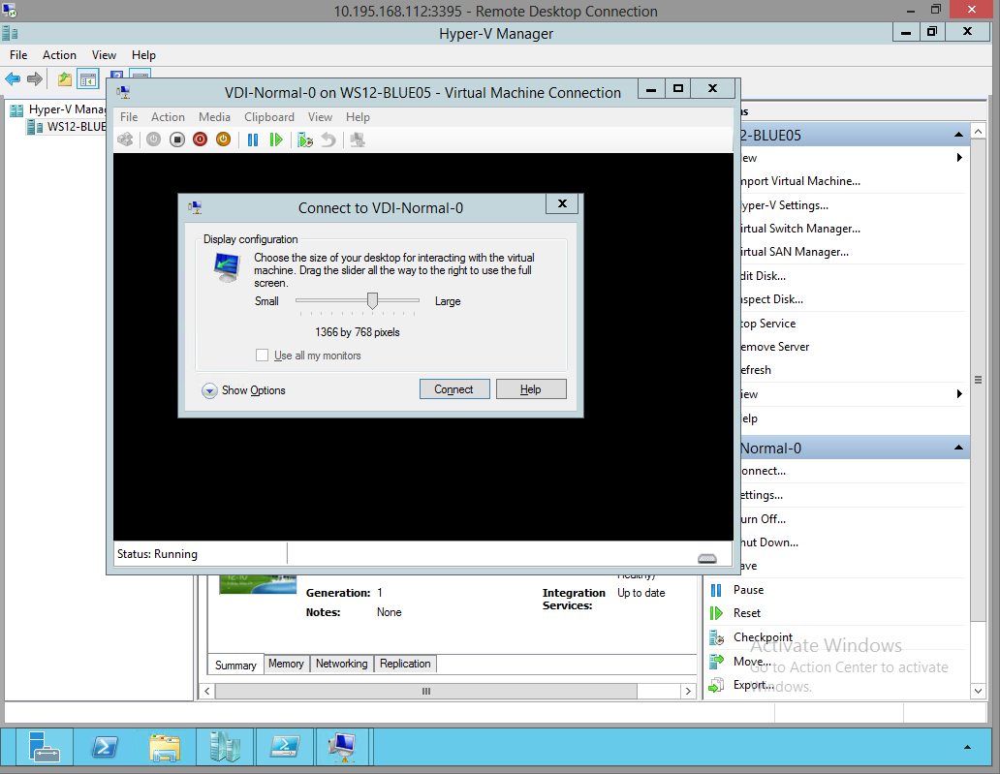 10.195.168.112:3395 - Remote Desktop Connection
Hyper-V Manager
File Action View Help
Hyper-V Mana
WS12-BLUE
VDI-Normal-0 on WS12-BLUE05 - Virtual Machine Connection
File Action Media Clipboard View Help
Connect to VDI-Normal-0
Display configuration
Choose the size of your desktop for interacting with the virtual
machine. Drag the slider all the way to the right to use the full
screen.
Small Large
1366 by 768 pixels
Use all my monitors
Show Options
Connect
Help
Status: Running
Generation: 1
Notes: None
Integration
Services:
Up to date
Summary Memory Networking Replication
ns
2-BLUE05
ew
mport Virtual Machine...
yper-V Settings...
irtual Switch Manager...
irtual SAN Manager...
dit Disk...
spect Disk...
top Service
emove Server
efresh
iew
elp
Normal-0
onnect...
ettings...
urn Off...
hut Down...
ave
Pause
Reset
Checkpoint
Move...
Export...
Activate Windows
Go to Action Center to activate
Windows.